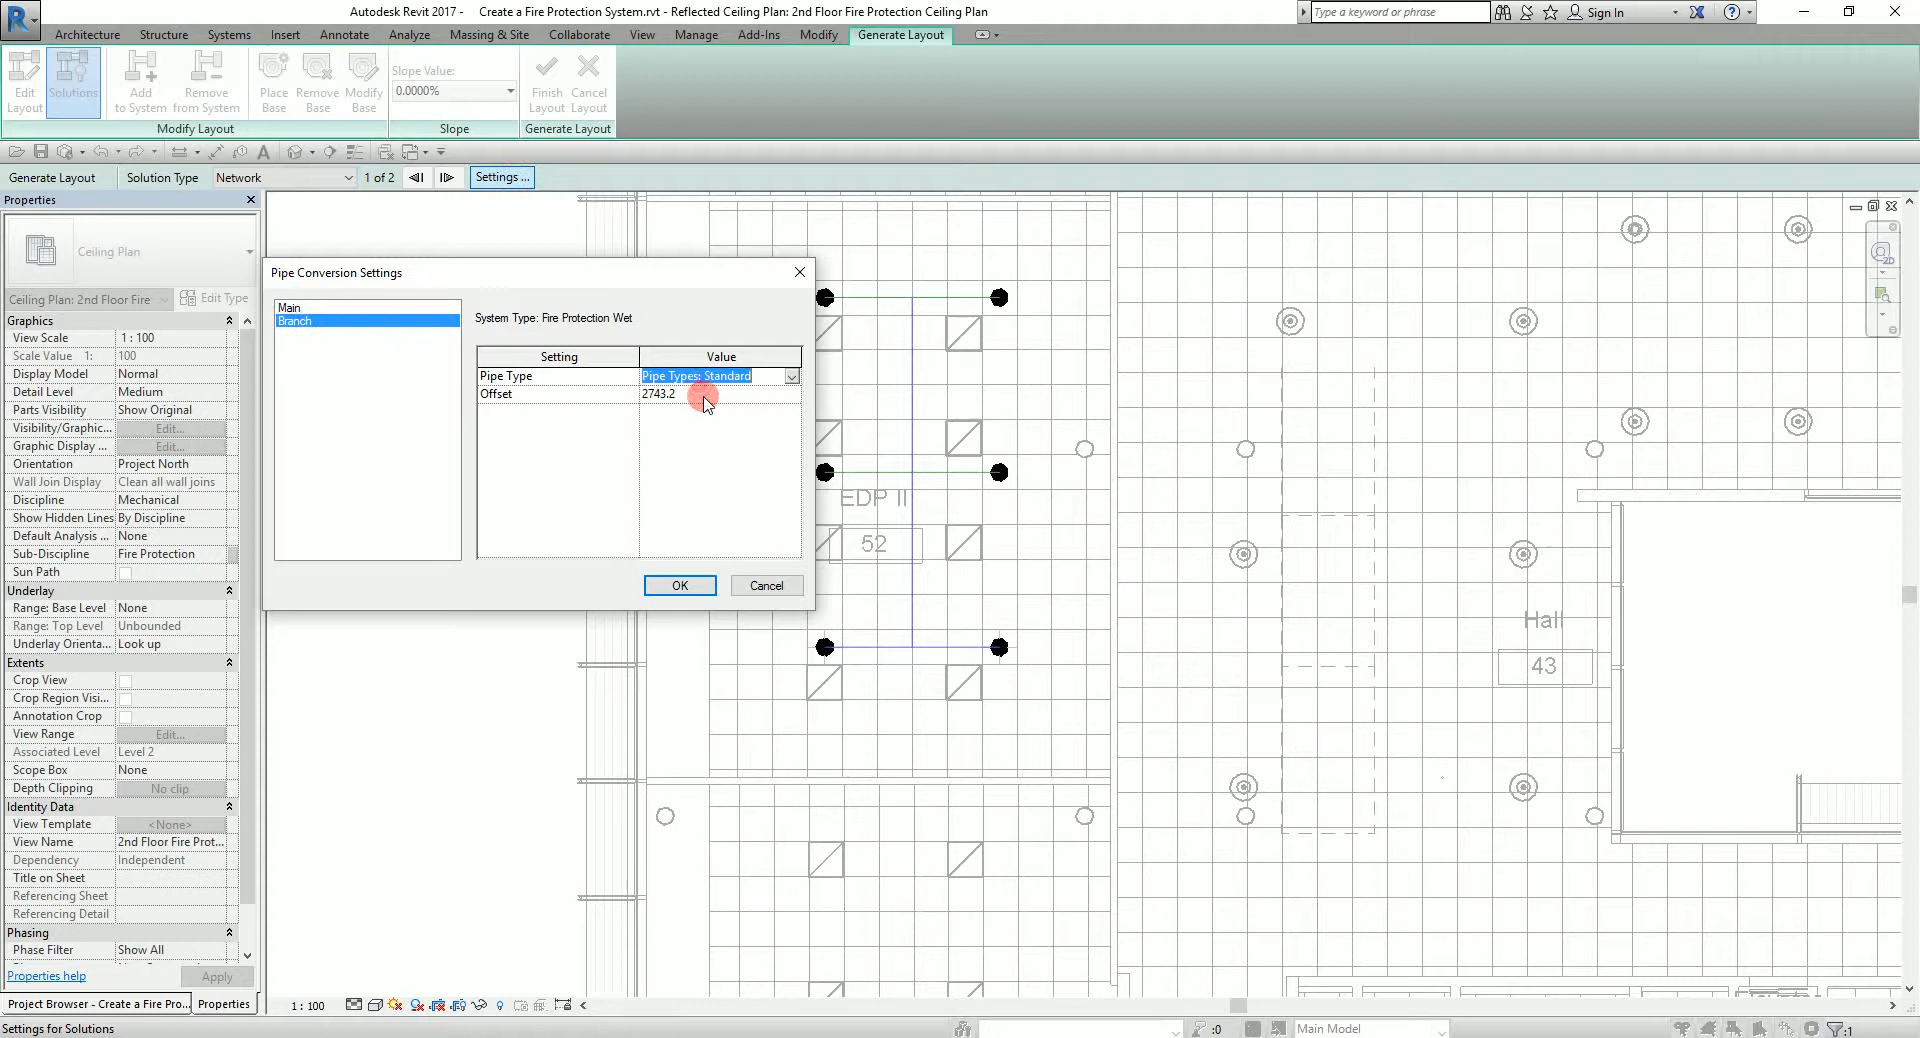 Autodesk Revit 2017 - Create a Fire Protection System.rvt - Reflected Ceiling Plan: 2nd Floor Fire Protection Ceiling Plan
Type a keyword or phrase
Sign In
Architecture Structure Systems Insert Annotate Analyze Massing & Site Collaborate View Manage Add-Ins Modify Generate Layout
Edit Layout
Solutions
Add to System
Remove from System
Place Base
Remove Base
Modify Base
Slope Value:
0.0000%
Finish Layout
Cancel Layout
Modify Layout
Slope
Generate Layout
Generate Layout Solution Type Network 1 of 2 Settings ...
Properties
Ceiling Plan
Ceiling Plan: 2nd Floor Fire Edit Type
Graphics
View Scale 1 : 100
Scale Value 1: 100
Display Model Normal
Detail Level Medium
Parts Visibility Show Original
Visibility/Graphic... Edit...
Graphic Display ... Edit...
Orientation Project North
Wall Join Display Clean all wall joins
Discipline Mechanical
Show Hidden Lines By Discipline
Default Analysis ... None
Sub-Discipline Fire Protection
Sun Path
Underlay
Range: Base Level None
Range: Top Level Unbounded
Underlay Orienta... Look up
Extents
Crop View
Crop Region Visi...
Annotation Crop
View Range Edit...
Associated Level Level 2
Scope Box None
Depth Clipping No clip
Identity Data
View Template <None>
View Name 2nd Floor Fire Prot...
Dependency Independent
Title on Sheet
Referencing Sheet
Referencing Detail
Phasing
Phase Filter Show All
Properties help Apply
Project Browser - Create a Fire Pro... Properties
Settings for Solutions
Pipe Conversion Settings
Main
Branch
System Type: Fire Protection Wet
Setting Value
Pipe Type Pipe Types: Standard
Offset 2743.2
OK Cancel
EDP II
52
Hall
43
2D
1 : 100
:0
Main Model
:1